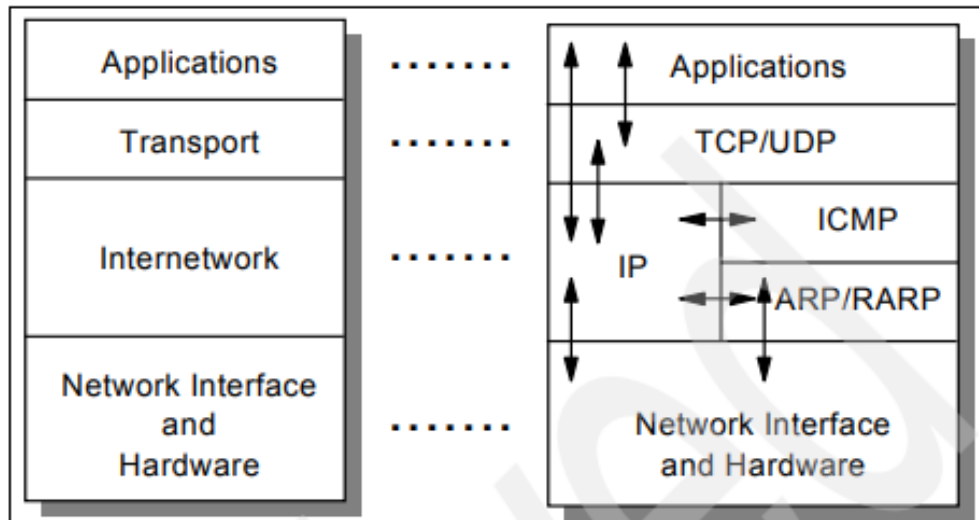 Applications
Transport
Internetwork
Network Interface
and
Hardware
Applications
TCP/UDP
ICMP
IP
ARP/RARP
Network Interface
and Hardware